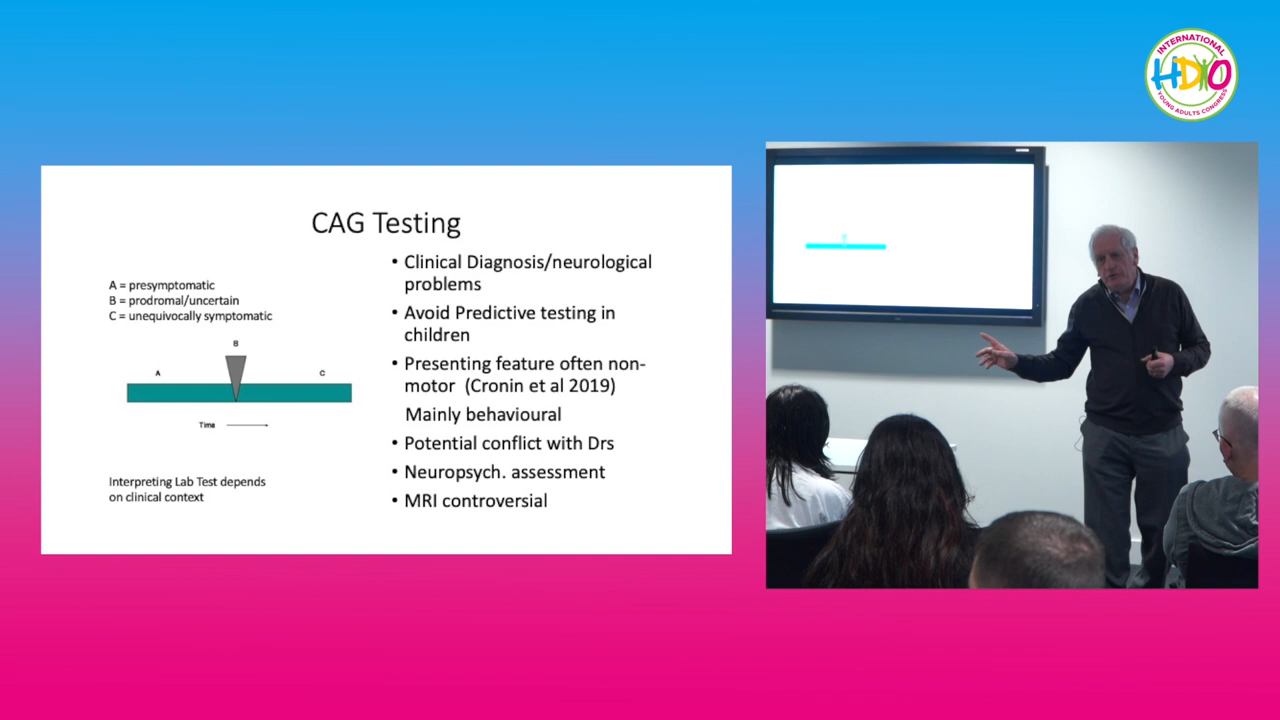 INTERNATIONAL
HDYO
YOUNG ADULTS CONGRESS
CAG Testing
A = presymptomatic
B = prodromal/uncertain
C = unequivocally symptomatic
B
A
C
Time
Interpreting Lab Test depends
on clinical context
• Clinical Diagnosis/neurological
problems
• Avoid Predictive testing in
children
• Presenting feature often non-
motor (Cronin et al 2019)
Mainly behavioural
• Potential conflict with Drs
• Neuropsych. assessment
• MRI controversial